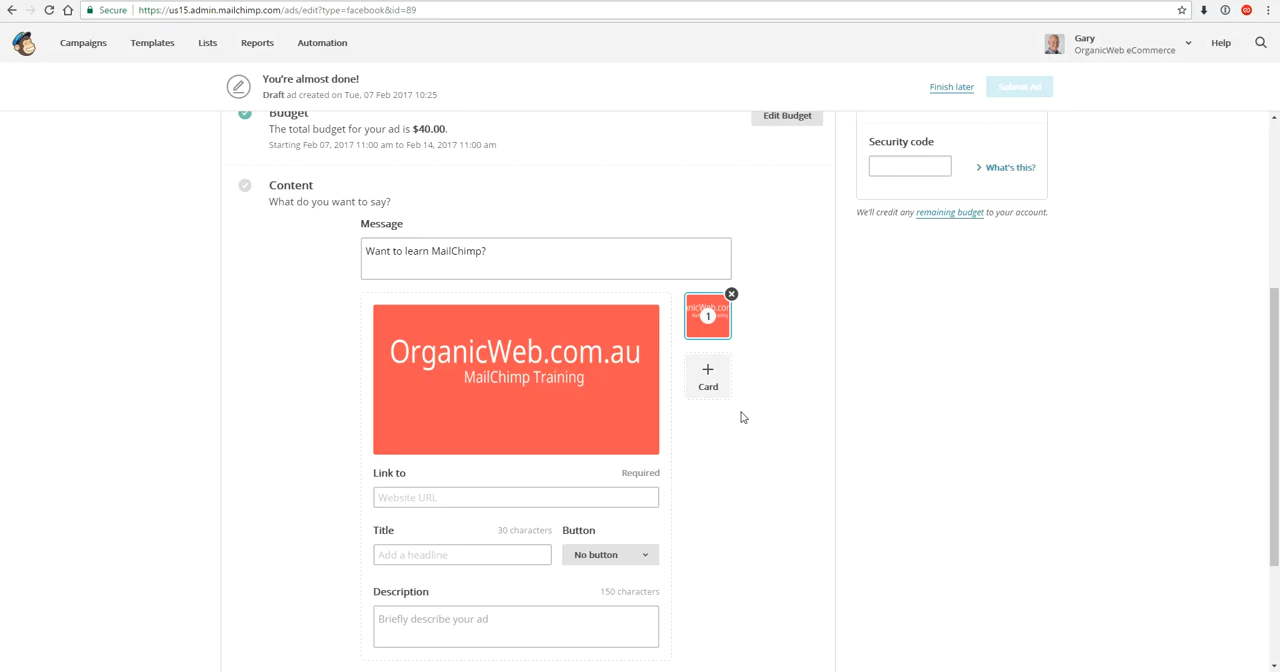 Secure
https://us15.admin.mailchimp.com/ads/edit?type=facebook&id=89
Campaigns
Templates
Lists
Reports
Automation
Gary
OrganicWeb eCommerce
Help
You're almost done!
Draft ad created on Tue, 07 Feb 2017 10:25
Finish later
Submit Ad
Budget
The total budget for your ad is $40.00.
Starting Feb 07, 2017 11:00 am to Feb 14, 2017 11:00 am
Edit Budget
Security code
What's this?
We'll credit any remaining budget to your account.
Content
What do you want to say?
Message
Want to learn MailChimp?
OrganicWeb.com.au
MailChimp Training
1
+
Card
Link to
Required
Website URL
Title
30 characters
Button
Add a headline
No button
Description
150 characters
Briefly describe your ad